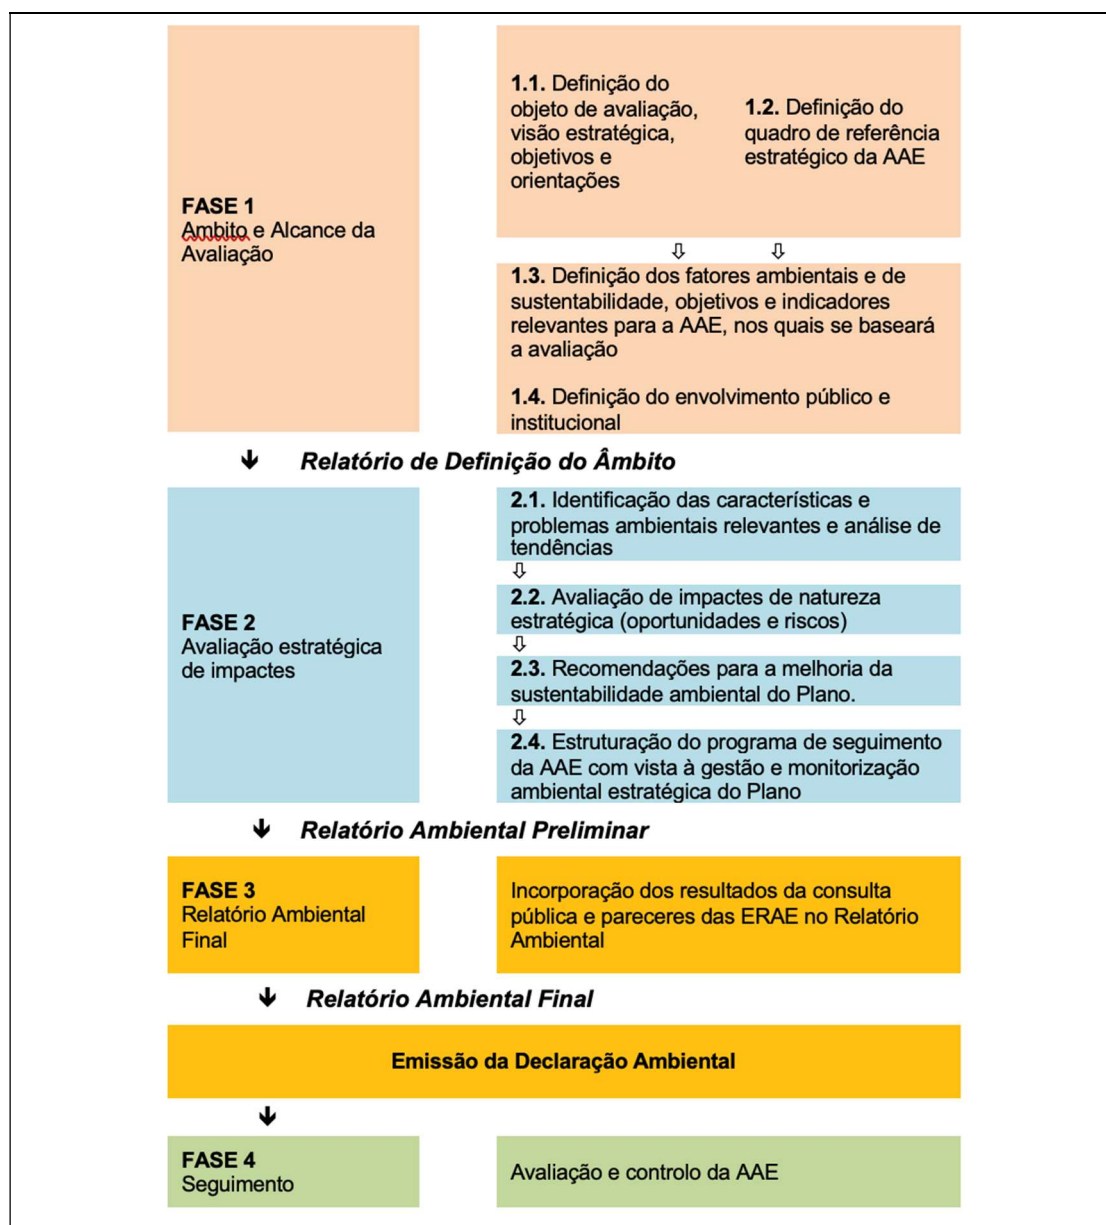 FASE 1
Ambito e Alcance da
Avaliação
1.1. Definição do
objeto de avaliação,
visão estratégica,
objetivos e
orientações
1.2. Definição do
quadro de referência
estratégico da AAE
1.3. Definição dos fatores ambientais e de
sustentabilidade, objetivos e indicadores
relevantes para a AAE, nos quais se baseará
a avaliação
1.4. Definição do envolvimento público e
institucional
Relatório de Definição do Âmbito
FASE 2
Avaliação estratégica
de impactes
2.1. Identificação das características e
problemas ambientais relevantes e análise de
tendências
2.2. Avaliação de impactes de natureza
estratégica (oportunidades e riscos)
2.3. Recomendações para a melhoria da
sustentabilidade ambiental do Plano.
2.4. Estruturação do programa de seguimento
da AAE com vista à gestão e monitorização
ambiental estratégica do Plano
Relatório Ambiental Preliminar
FASE 3
Relatório Ambiental
Final
Incorporação dos resultados da consulta
pública e pareceres das ERAE no Relatório
Ambiental
Relatório Ambiental Final
Emissão da Declaração Ambiental
FASE 4
Seguimento
Avaliação e controlo da AAE